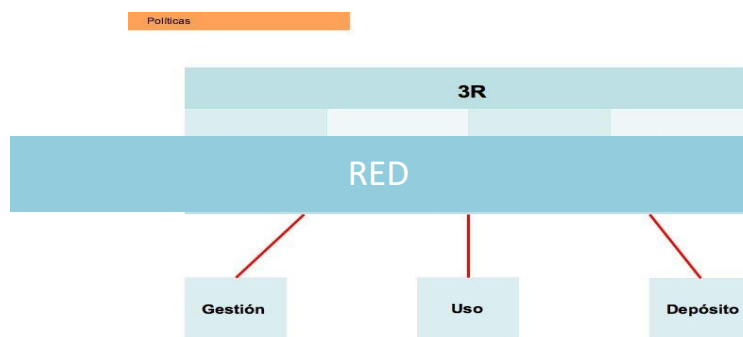 Políticas
3R
RED
Gestión
Uso
Depósito